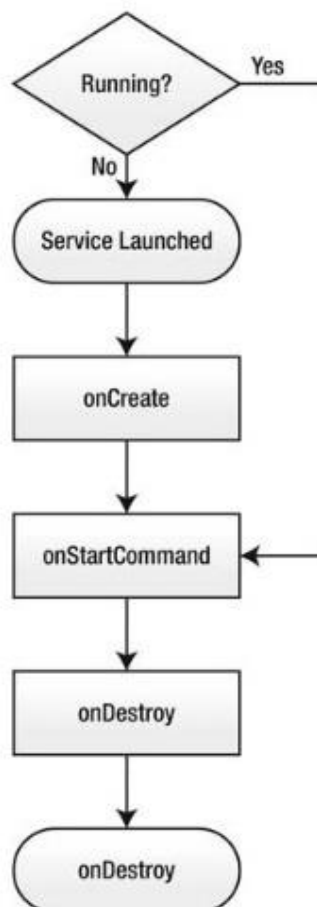 Running?
Yes
No
Service Launched
onCreate
onStartCommand
onDestroy
onDestroy